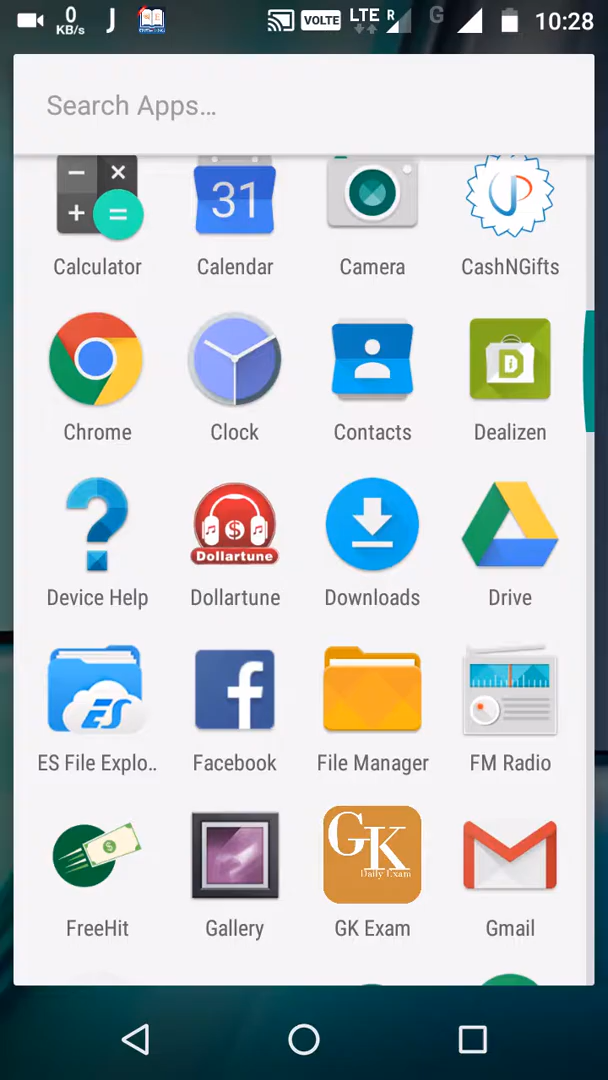 0
KB/s
VOLTE
LTE
R
G
10:28
Search Apps…
31
Calculator
Calendar
Camera
CashNGifts
Chrome
Clock
Contacts
D
Dealizen
$
Dollartune
Device Help
Dollartune
Downloads
Drive
ES
f
ES File Explo..
Facebook
File Manager
FM Radio
$
GK
Daily Exam
FreeHit
Gallery
GK Exam
Gmail